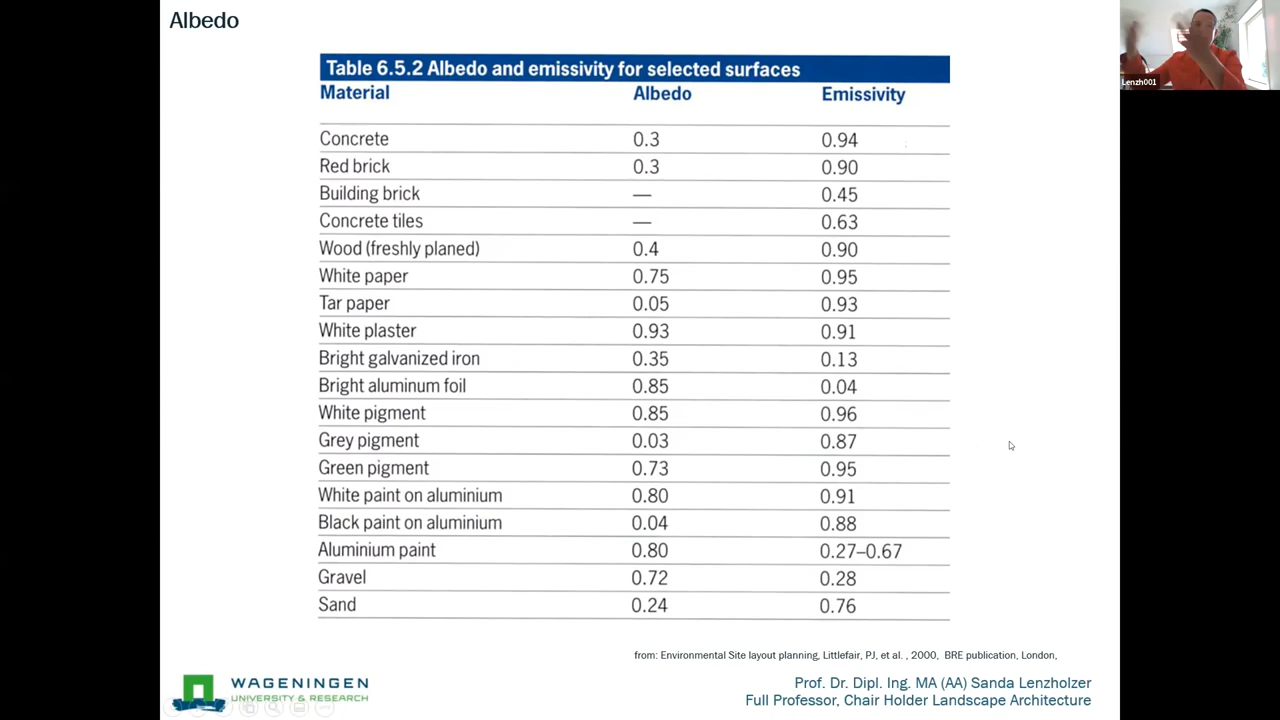 Albedo
Lenzh001
Table 6.5.2 Albedo and emissivity for selected surfaces
Material Albedo Emissivity
Concrete 0.3 0.94
Red brick 0.3 0.90
Building brick — 0.45
Concrete tiles — 0.63
Wood (freshly planed) 0.4 0.90
White paper 0.75 0.95
Tar paper 0.05 0.93
White plaster 0.93 0.91
Bright galvanized iron 0.35 0.13
Bright aluminum foil 0.85 0.04
White pigment 0.85 0.96
Grey pigment 0.03 0.87
Green pigment 0.73 0.95
White paint on aluminium 0.80 0.91
Black paint on aluminium 0.04 0.88
Aluminium paint 0.80 0.27–0.67
Gravel 0.72 0.28
Sand 0.24 0.76
from: Environmental Site layout planning, Littlefair, PJ, et al. , 2000, BRE publication, London,
WAGENINGEN
UNIVERSITY & RESEARCH
Prof. Dr. Dipl. Ing. MA (AA) Sanda Lenzholzer
Full Professor, Chair Holder Landscape Architecture